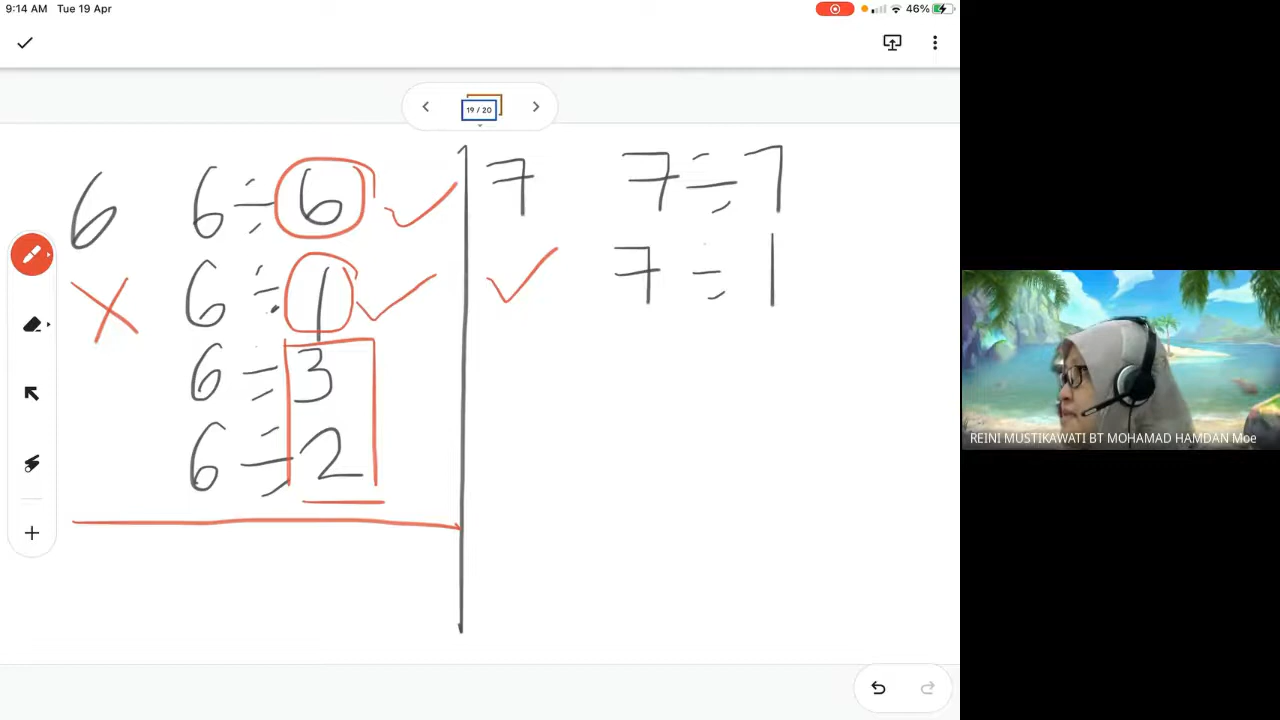 9:14 AM Tue 19 Apr
46%
19 / 20
6 6 ÷ 6 ✓
✗ 6 ÷ 1 ✓
6 ÷ 3
6 ÷ 2
7 7 ÷ 7
✓ 7 ÷ 1
REINI MUSTIKAWATI BT MOHAMAD HAMDAN Moe